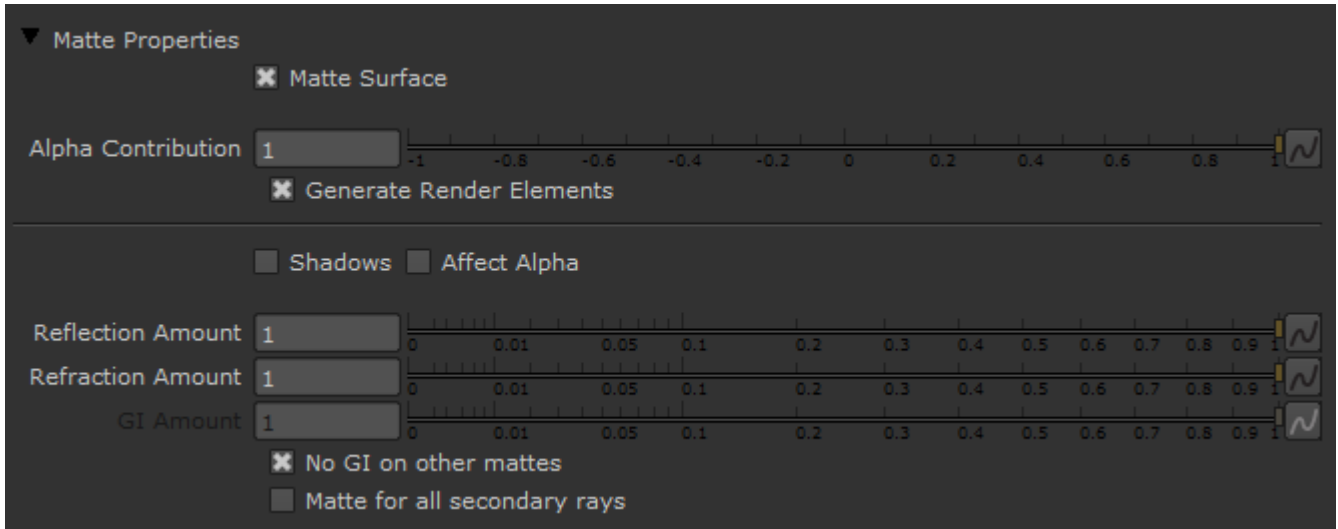 Matte Properties
Matte Surface
Alpha Contribution 1
-1 -0.8 -0.6 -0.4 -0.2 0 0.2 0.4 0.6 0.8 1
Generate Render Elements
Shadows Affect Alpha
Reflection Amount 1
0 0.01 0.05 0.1 0.2 0.3 0.4 0.5 0.6 0.7 0.8 0.9 1
Refraction Amount 1
0 0.01 0.05 0.1 0.2 0.3 0.4 0.5 0.6 0.7 0.8 0.9 1
GI Amount 1
0 0.01 0.05 0.1 0.2 0.3 0.4 0.5 0.6 0.7 0.8 0.9 1
No GI on other mattes
Matte for all secondary rays